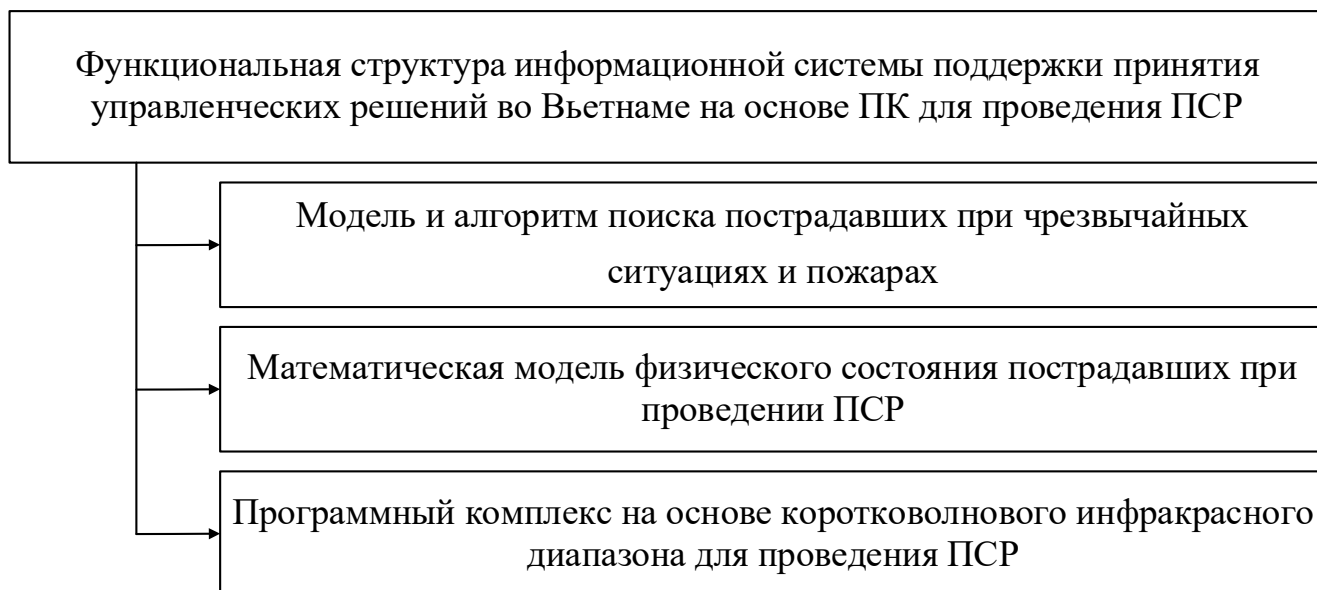 Функциональная структура информационной системы поддержки принятия
управленческих решений во Вьетнаме на основе ПК для проведения ПСР
Модель и алгоритм поиска пострадавших при чрезвычайных
ситуациях и пожарах
Математическая модель физического состояния пострадавших при
проведении ПСР
Программный комплекс на основе коротковолнового инфракрасного
диапазона для проведения ПСР